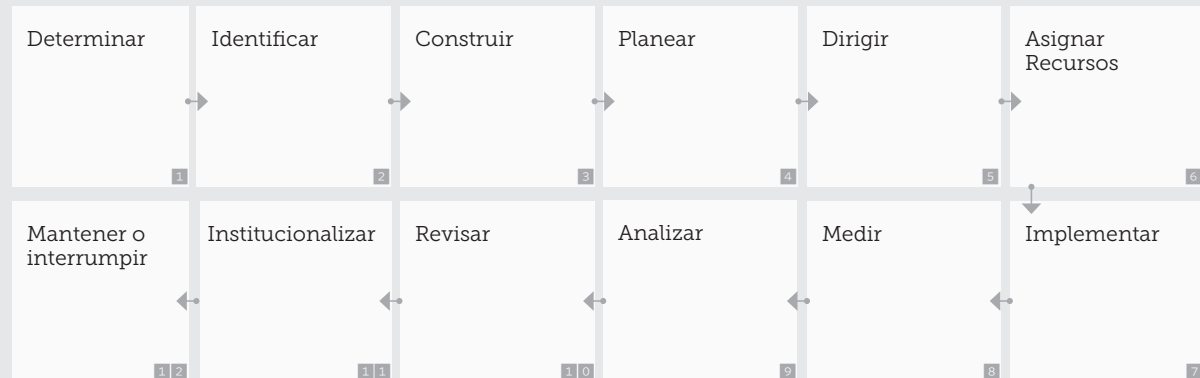 Determinar
1
Identificar
2
Construir
3
Planear
4
Dirigir
5
Asignar
Recursos
6
Implementar
7
Medir
8
Analizar
9
Revisar
10
Institucionalizar
11
Mantener o
interrumpir
12